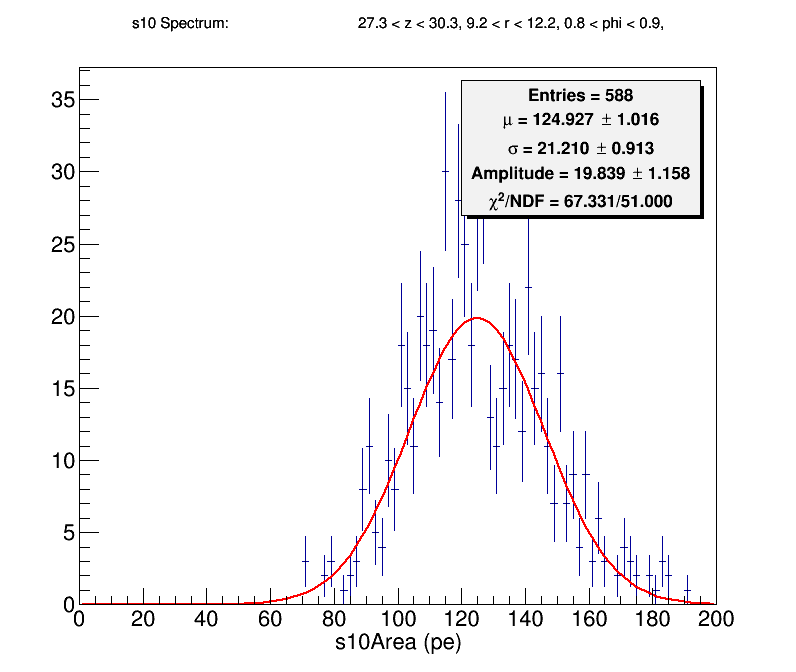 s10 Spectrum: 27.3 < z < 30.3, 9.2 < r < 12.2, 0.8 < phi < 0.9,
Entries = 588
μ = 124.927 ± 1.016
σ = 21.210 ± 0.913
Amplitude = 19.839 ± 1.158
χ²/NDF = 67.331/51.000
35
30
25
20
15
10
5
0
0 20 40 60 80 100 120 140 160 180 200
s10Area (pe)